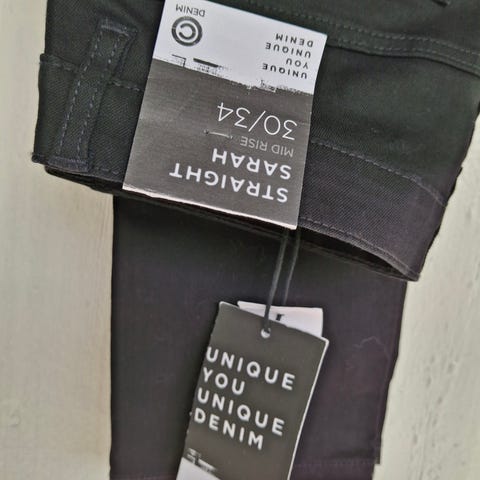 STRAIGHT
SARAH
MID RISE
30/34
UNIQUE
YOU
UNIQUE
DENIM
C
DENIM
UNIQUE
YOU
UNIQUE
DENIM